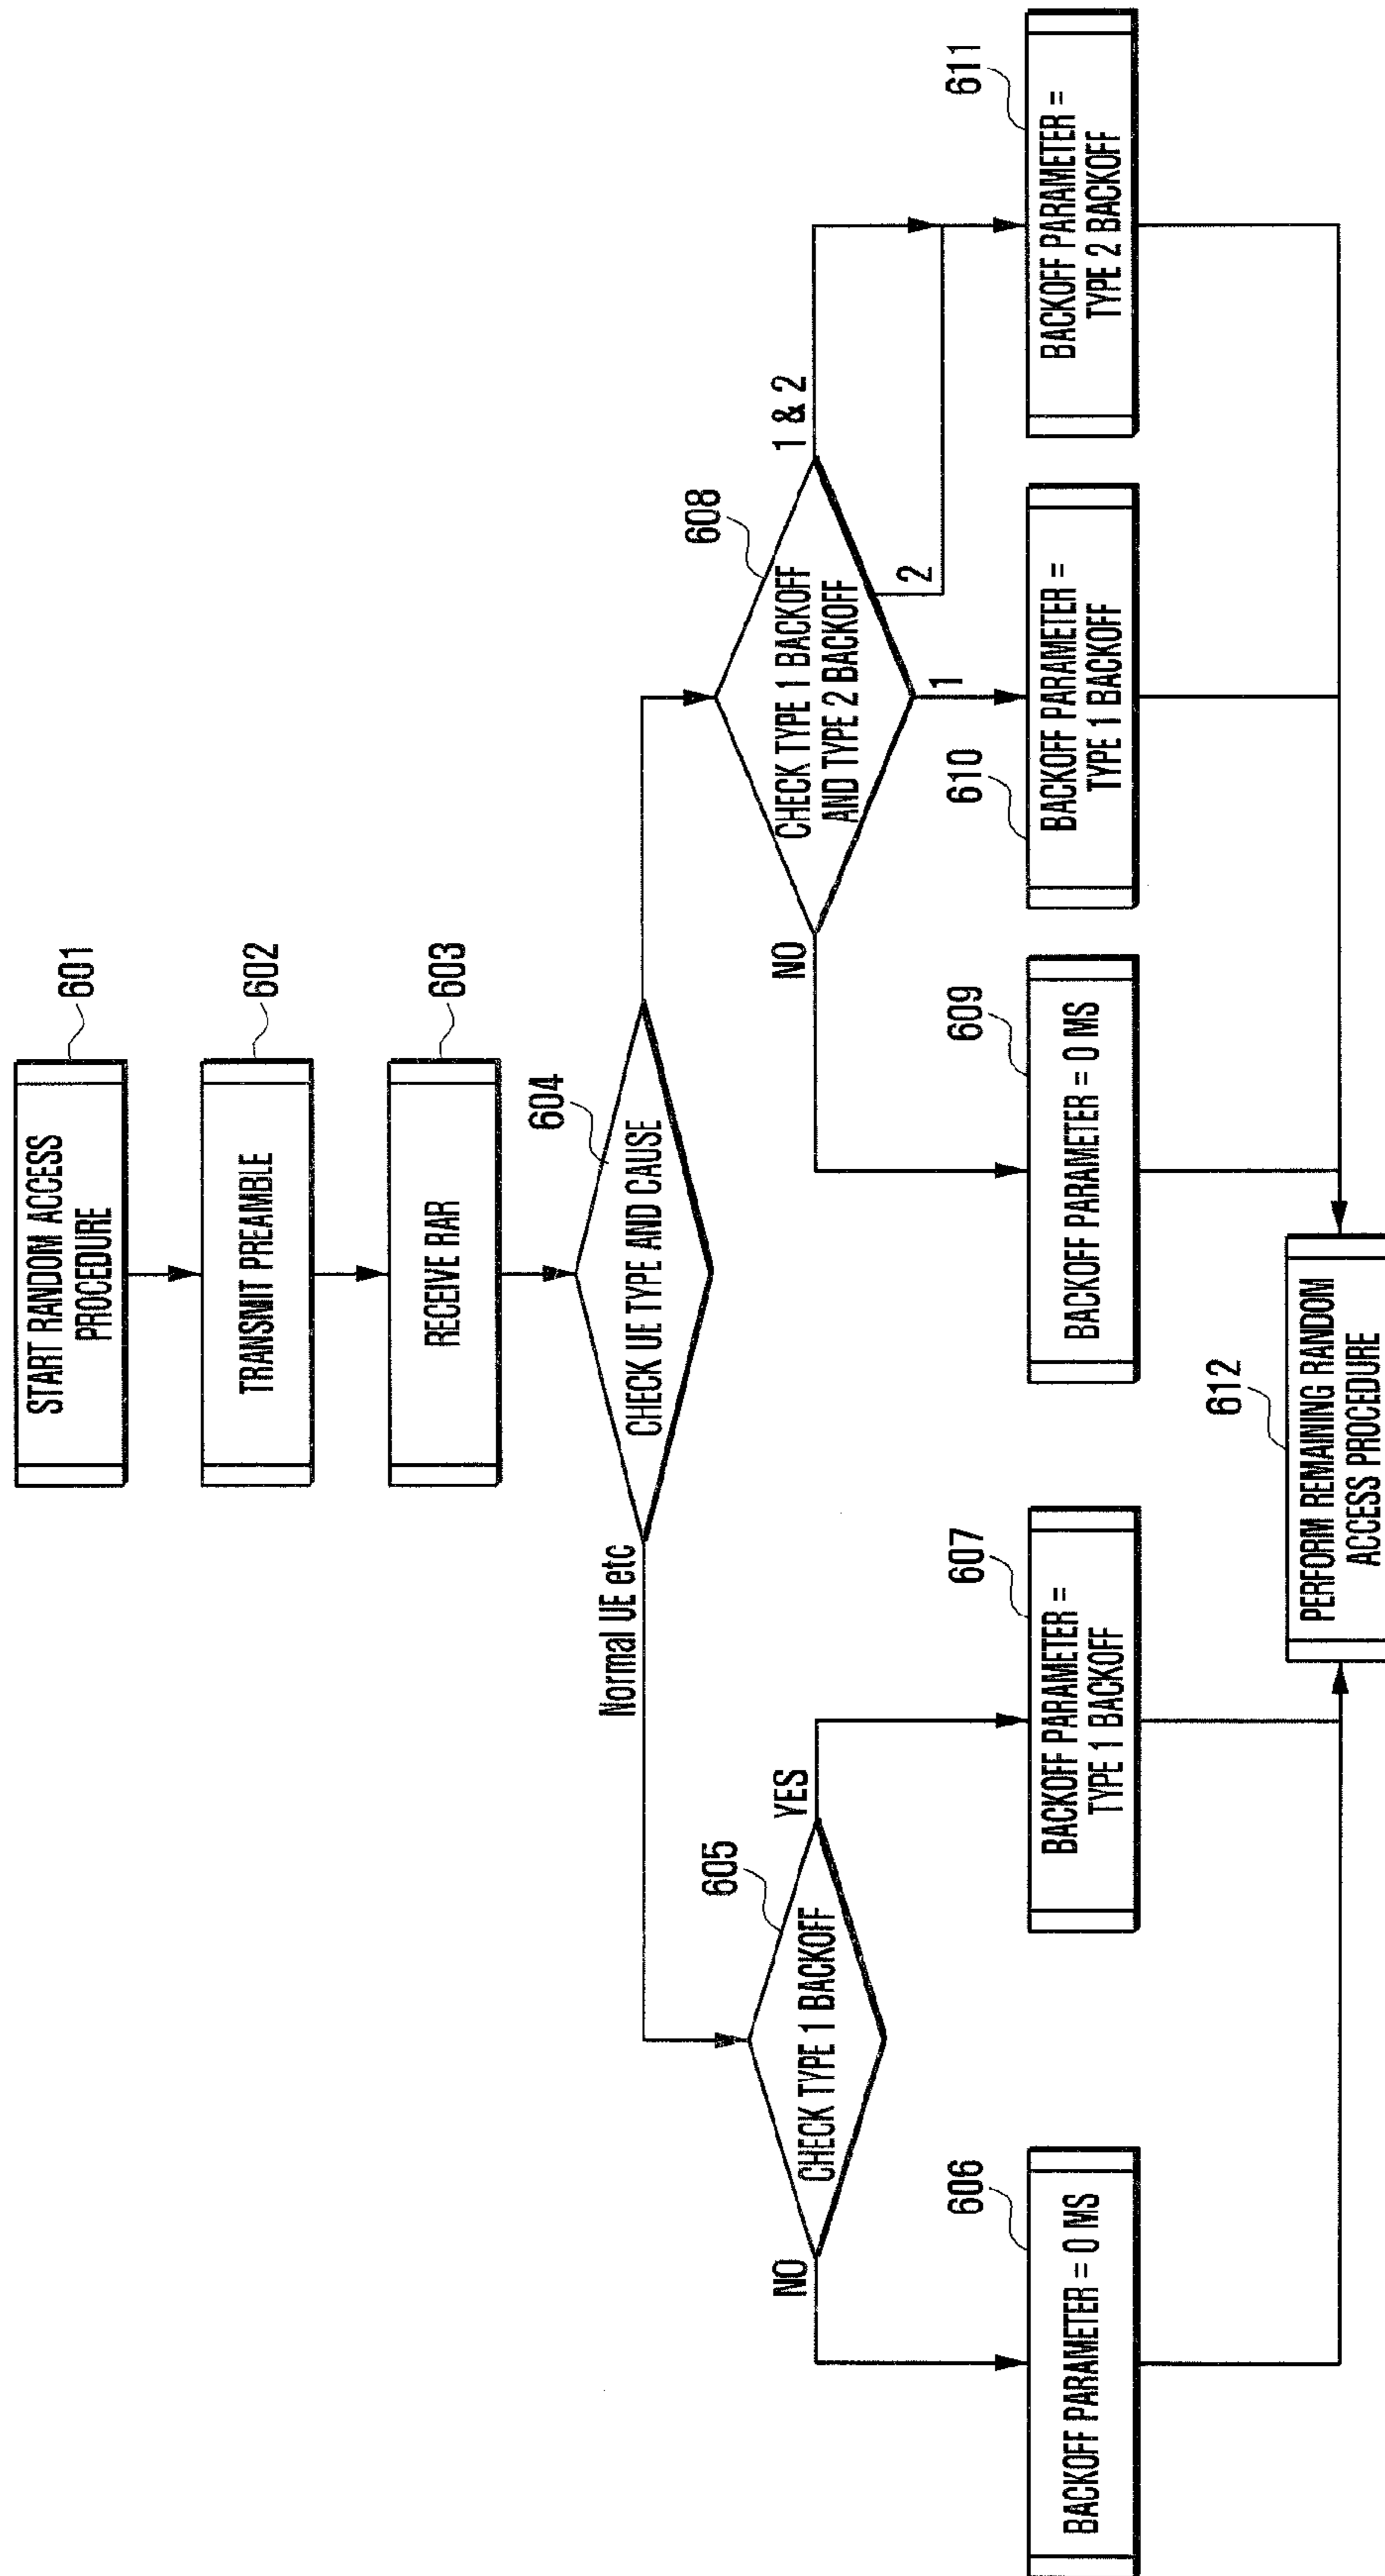 START RANDOM ACCESS
PROCEDURE
601
TRANSMIT PREAMBLE
602
RECEIVE RAR
603
CHECK UE TYPE AND CAUSE
604
Normal UE etc
CHECK TYPE 1 BACKOFF
605
NO
YES
BACKOFF PARAMETER = 0 MS
606
BACKOFF PARAMETER =
TYPE 1 BACKOFF
607
CHECK TYPE 1 BACKOFF
AND TYPE 2 BACKOFF
608
NO
1
2
1 & 2
BACKOFF PARAMETER = 0 MS
609
BACKOFF PARAMETER =
TYPE 1 BACKOFF
610
BACKOFF PARAMETER =
TYPE 2 BACKOFF
611
PERFORM REMAINING RANDOM
ACCESS PROCEDURE
612